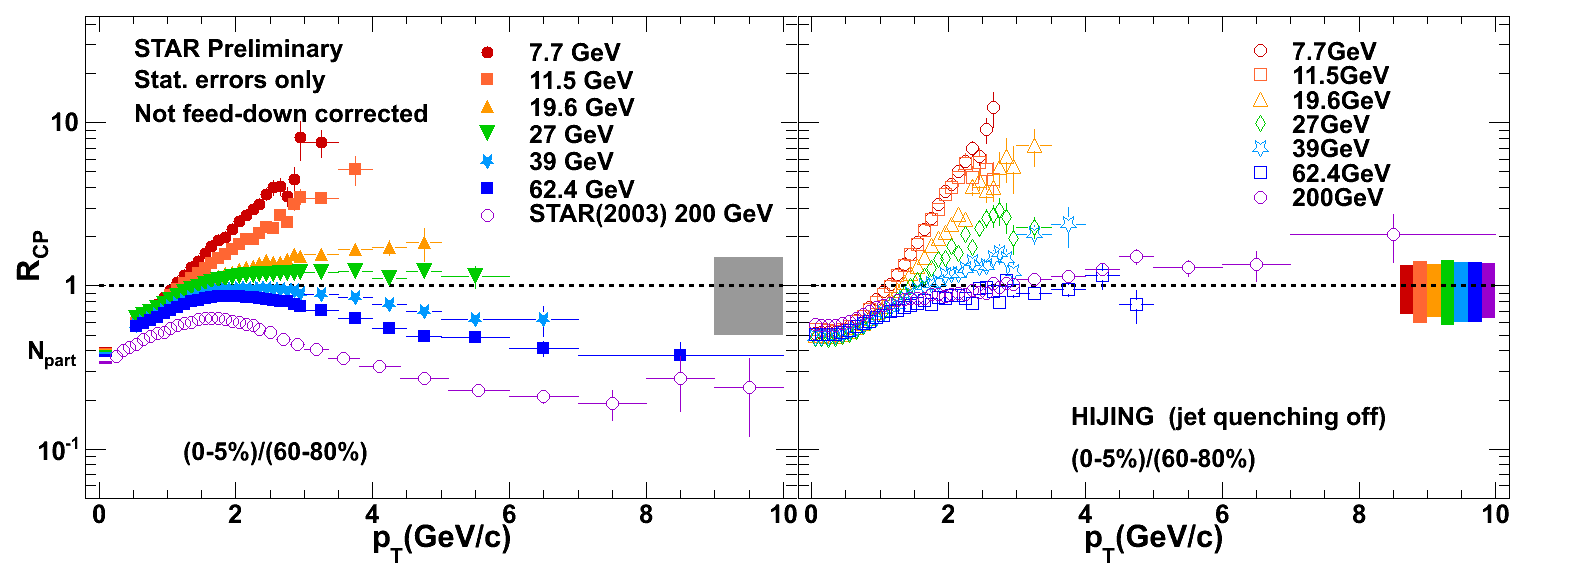 STAR Preliminary
Stat. errors only
Not feed-down corrected
7.7 GeV
11.5 GeV
19.6 GeV
27 GeV
39 GeV
62.4 GeV
STAR(2003) 200 GeV
R_CP
10
1
N_part
10^-1
(0-5%)/(60-80%)
0 2 4 6 8 10
p_T(GeV/c)
7.7GeV
11.5GeV
19.6GeV
27GeV
39GeV
62.4GeV
200GeV
HIJING (jet quenching off)
(0-5%)/(60-80%)
0 2 4 6 8 10
p_T(GeV/c)